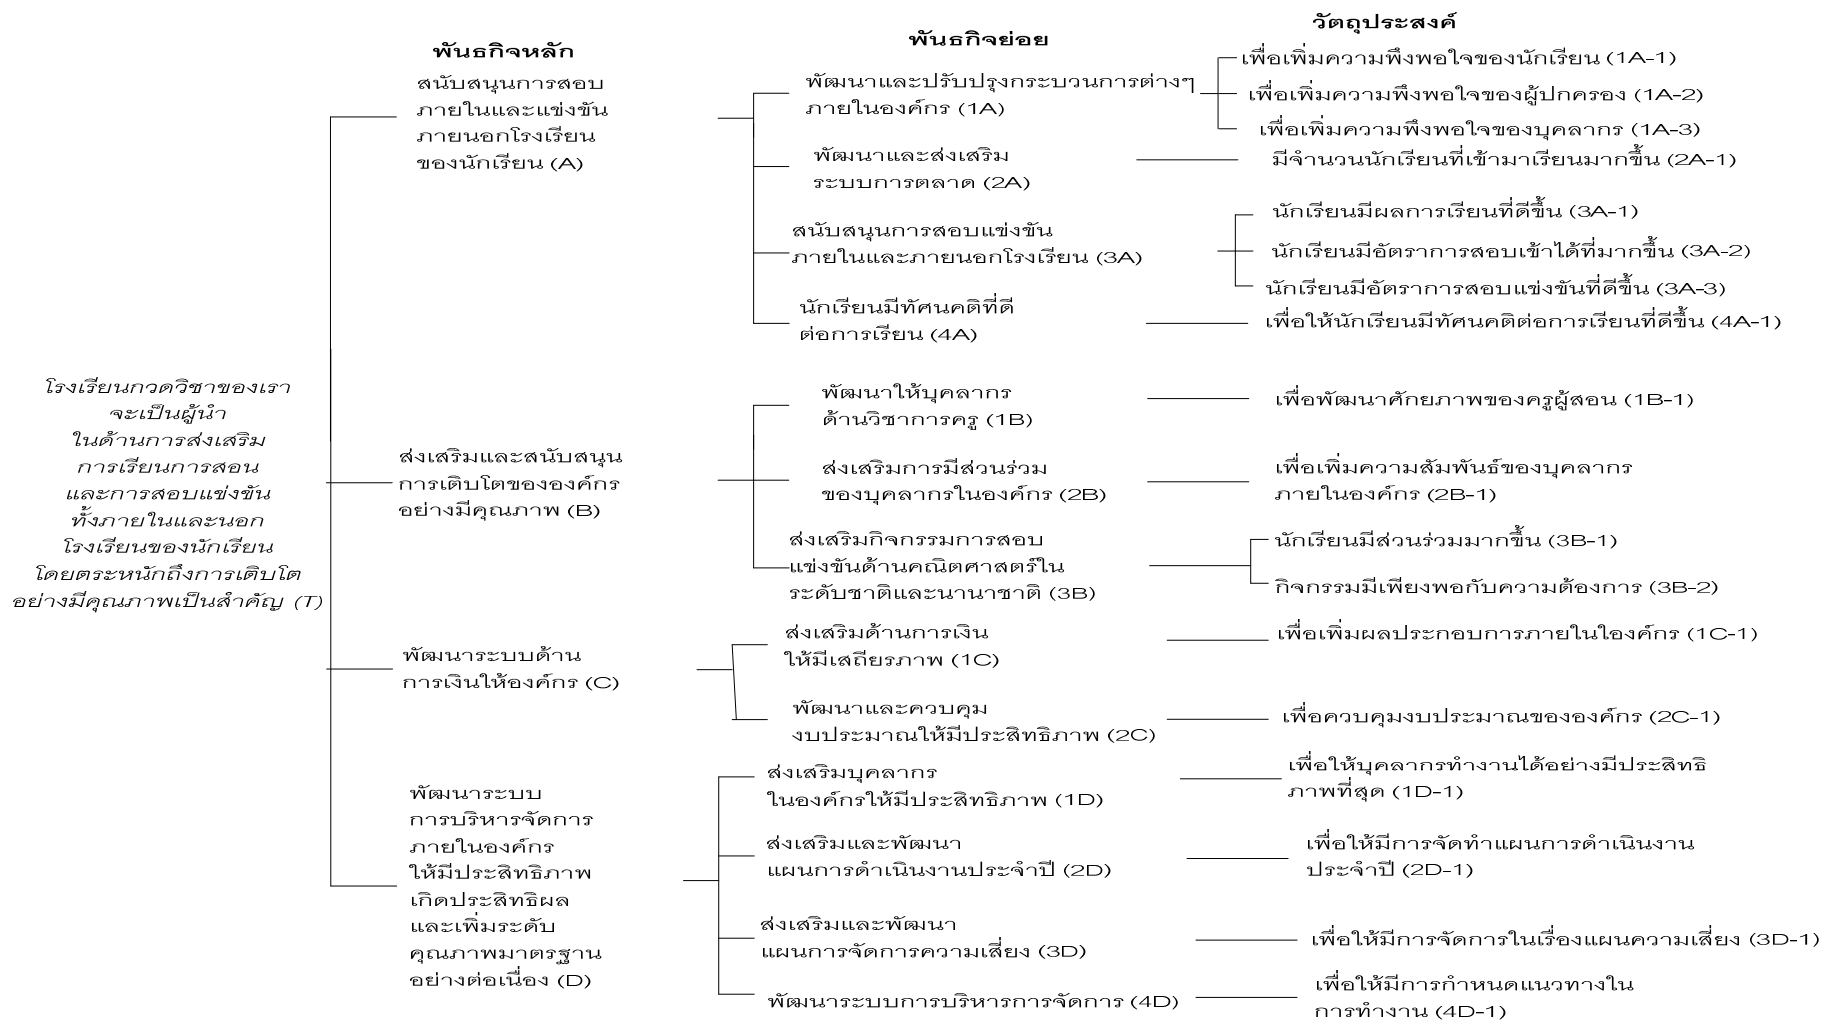 โรงเรียนกวดวิชาของเรา
จะเป็นผู้นำ
ในด้านการส่งเสริม
การเรียนการสอน
และการสอบแข่งขัน
ทั้งภายในและนอก
โรงเรียนของนักเรียน
โดยตระหนักถึงการเติบโต
อย่างมีคุณภาพเป็นสำคัญ (T)
พันธกิจหลัก
สนับสนุนการสอบ
ภายในและแข่งขัน
ภายนอกโรงเรียน
ของนักเรียน (A)
ส่งเสริมและสนับสนุน
การเติบโตขององค์กร
อย่างมีคุณภาพ (B)
พัฒนาระบบด้าน
การเงินให้องค์กร (C)
พัฒนาระบบ
การบริหารจัดการ
ภายในองค์กร
ให้มีประสิทธิภาพ
เกิดประสิทธิผล
และเพิ่มระดับ
คุณภาพมาตรฐาน
อย่างต่อเนื่อง (D)
พันธกิจย่อย
พัฒนาและปรับปรุงกระบวนการต่างๆ
ภายในองค์กร (1A)
พัฒนาและส่งเสริม
ระบบการตลาด (2A)
สนับสนุนการสอบแข่งขัน
ภายในและภายนอกโรงเรียน (3A)
นักเรียนมีทัศนคติที่ดี
ต่อการเรียน (4A)
พัฒนาให้บุคลากร
ด้านวิชาการครู (1B)
ส่งเสริมการมีส่วนร่วม
ของบุคลากรในองค์กร (2B)
ส่งเสริมกิจกรรมการสอบ
แข่งขันด้านคณิตศาสตร์ใน
ระดับชาติและนานาชาติ (3B)
ส่งเสริมด้านการเงิน
ให้มีเสถียรภาพ (1C)
พัฒนาและควบคุม
งบประมาณให้มีประสิทธิภาพ (2C)
ส่งเสริมบุคลากร
ในองค์กรให้มีประสิทธิภาพ (1D)
ส่งเสริมและพัฒนา
แผนการดำเนินงานประจำปี (2D)
ส่งเสริมและพัฒนา
แผนการจัดการความเสี่ยง (3D)
พัฒนาระบบการบริหารการจัดการ (4D)
วัตถุประสงค์
เพื่อเพิ่มความพึงพอใจของนักเรียน (1A-1)
เพื่อเพิ่มความพึงพอใจของผู้ปกครอง (1A-2)
เพื่อเพิ่มความพึงพอใจของบุคลากร (1A-3)
มีจำนวนนักเรียนที่เข้ามาเรียนมากขึ้น (2A-1)
นักเรียนมีผลการเรียนที่ดีขึ้น (3A-1)
นักเรียนมีอัตราการสอบเข้าได้ที่มากขึ้น (3A-2)
นักเรียนมีอัตราการสอบแข่งขันที่ดีขึ้น (3A-3)
เพื่อให้นักเรียนมีทัศนคติต่อการเรียนที่ดีขึ้น (4A-1)
เพื่อพัฒนาศักยภาพของครูผู้สอน (1B-1)
เพื่อเพิ่มความสัมพันธ์ของบุคลากร
ภายในองค์กร (2B-1)
นักเรียนมีส่วนร่วมมากขึ้น (3B-1)
กิจกรรมมีเพียงพอกับความต้องการ (3B-2)
เพื่อเพิ่มผลประกอบการภายในใองค์กร (1C-1)
เพื่อควบคุมงบประมาณขององค์กร (2C-1)
เพื่อให้บุคลากรทำงานได้อย่างมีประสิทธิ
ภาพที่สุด (1D-1)
เพื่อให้มีการจัดทำแผนการดำเนินงาน
ประจำปี (2D-1)
เพื่อให้มีการจัดการในเรื่องแผนความเสี่ยง (3D-1)
เพื่อให้มีการกำหนดแนวทางใน
การทำงาน (4D-1)